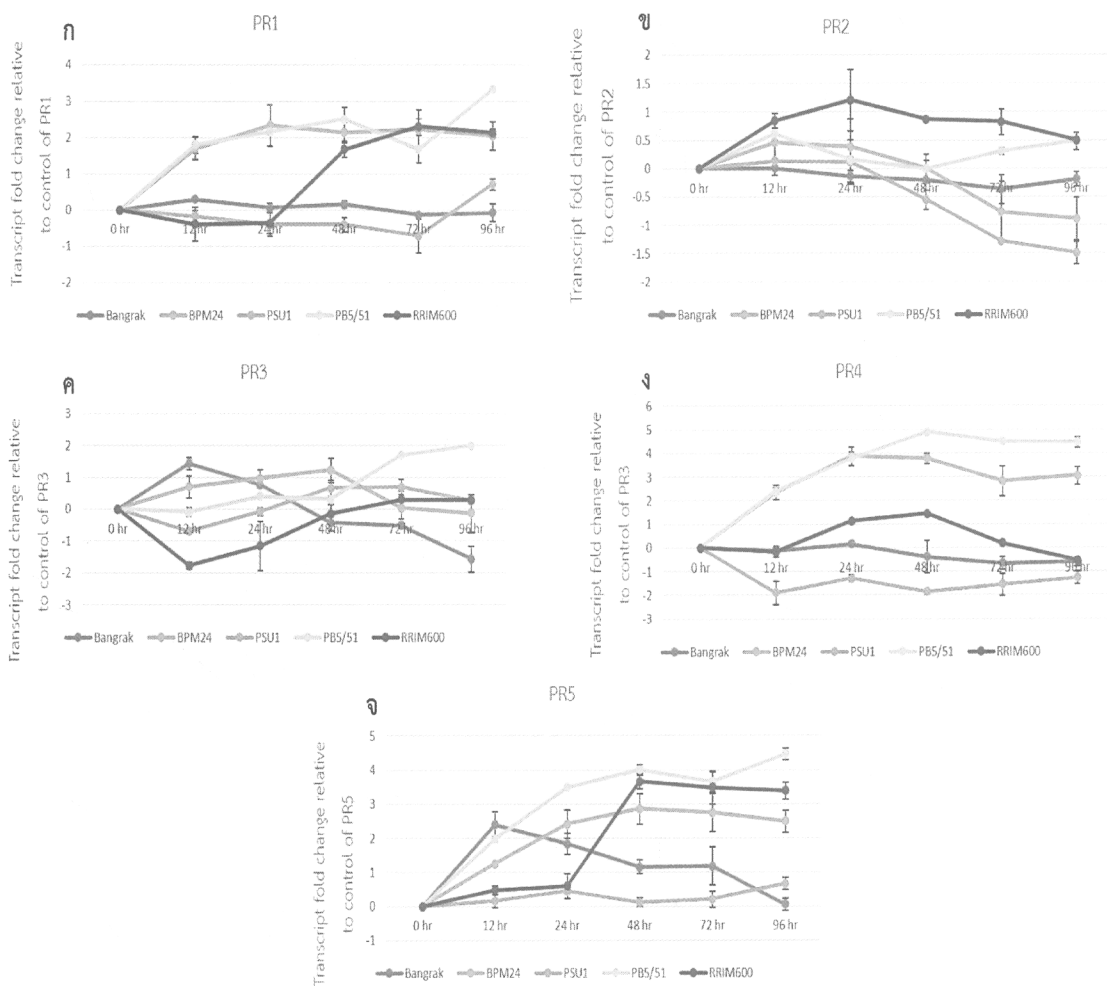 ก
PR1
Transcript fold change relative
to control of PR1
4
3
2
1
0
-1
-2
0 hr 12 hr 24 hr 48 hr 72 hr 96 hr
Bangrak BPM24 PSU1 PB5/51 RRIM600
ข
PR2
Transcript fold change relative
to control of PR2
2
1.5
1
0.5
0
-0.5
-1
-1.5
-2
0 hr 12 hr 24 hr 48 hr 72 hr 96 hr
Bangrak BPM24 PSU1 PB5/51 RRIM600
ค
PR3
Transcript fold change relative
to control of PR3
3
2
1
0
-1
-2
-3
0 hr 12 hr 24 hr 48 hr 72 hr 96 hr
Bangrak BPM24 PSU1 PB5/51 RRIM600
ง
PR4
Transcript fold change relative
to control of PR3
6
5
4
3
2
1
0
-1
-2
-3
0 hr 12 hr 24 hr 48 hr 72 hr 96 hr
Bangrak BPM24 PSU1 PB5/51 RRIM600
จ
PR5
Transcript fold change relative
to control of PR5
5
4
3
2
1
0
-1
0 hr 12 hr 24 hr 48 hr 72 hr 96 hr
Bangrak BPM24 PSU1 PB5/51 RRIM600